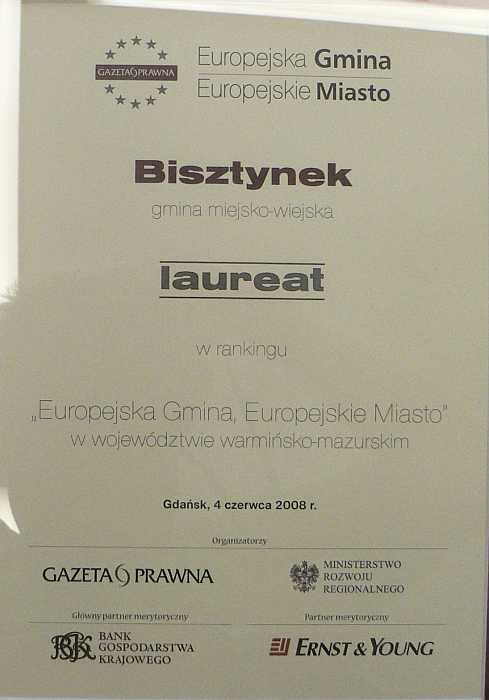 GAZETA PRAWNA
Europejska Gmina
Europejskie Miasto
Bisztynek
gmina miejsko-wiejska
laureat
w rankingu
„Europejska Gmina, Europejskie Miasto"
w województwie warmińsko-mazurskim
Gdańsk, 4 czerwca 2008 r.
Organizatorzy
GAZETA PRAWNA
MINISTERSTWO
ROZWOJU
REGIONALNEGO
Główny partner merytoryczny
BGK BANK
GOSPODARSTWA
KRAJOWEGO
Partner merytoryczny
ERNST & YOUNG